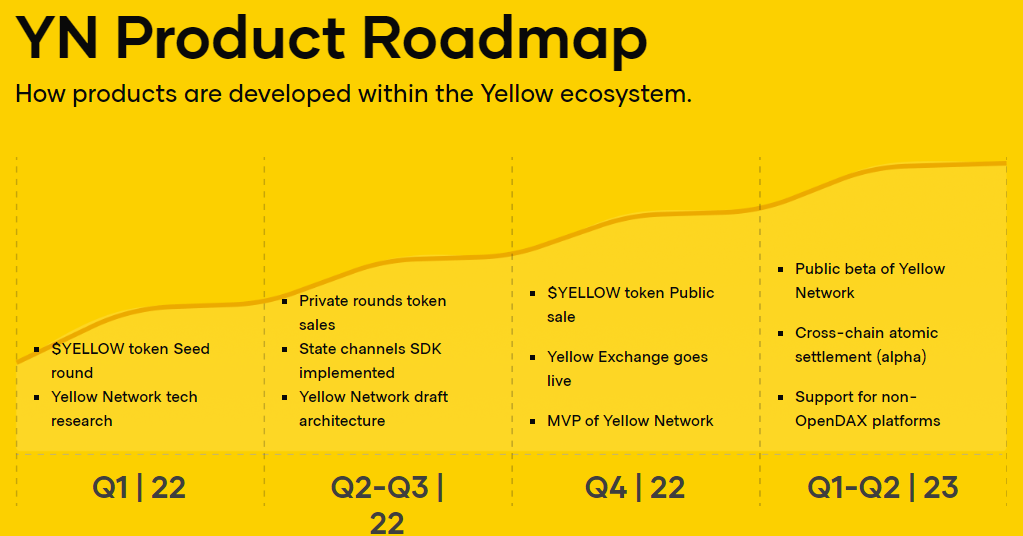 YN Product Roadmap
How products are developed within the Yellow ecosystem.
$YELLOW token Seed
round
Yellow Network tech
research
Q1 | 22
Private rounds token
sales
State channels SDK
implemented
Yellow Network draft
architecture
Q2-Q3 |
22
$YELLOW token Public
sale
Yellow Exchange goes
live
MVP of Yellow Network
Q4 | 22
Public beta of Yellow
Network
Cross-chain atomic
settlement (alpha)
Support for non-
OpenDAX platforms
Q1-Q2 | 23